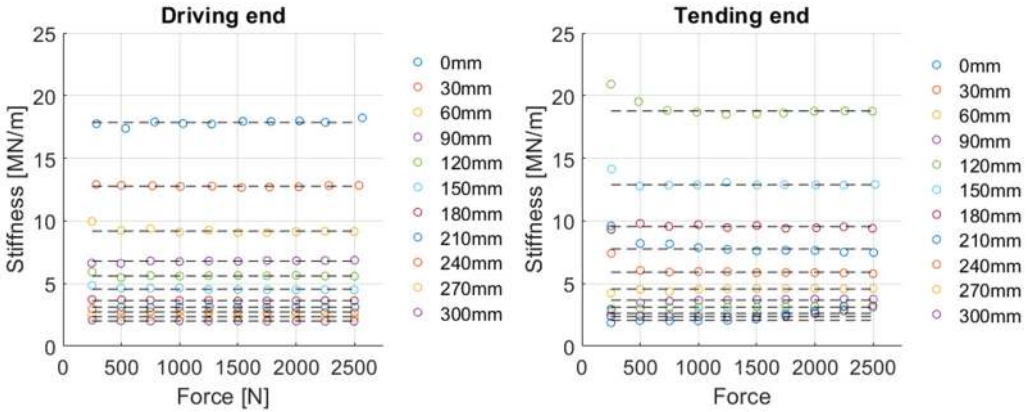 Driving end
Stiffness [MN/m]
25
20
15
10
5
0
0 500 1000 1500 2000 2500
Force [N]
0mm
30mm
60mm
90mm
120mm
150mm
180mm
210mm
240mm
270mm
300mm
Tending end
Stiffness [MN/m]
25
20
15
10
5
0
0 500 1000 1500 2000 2500
Force
0mm
30mm
60mm
90mm
120mm
150mm
180mm
210mm
240mm
270mm
300mm